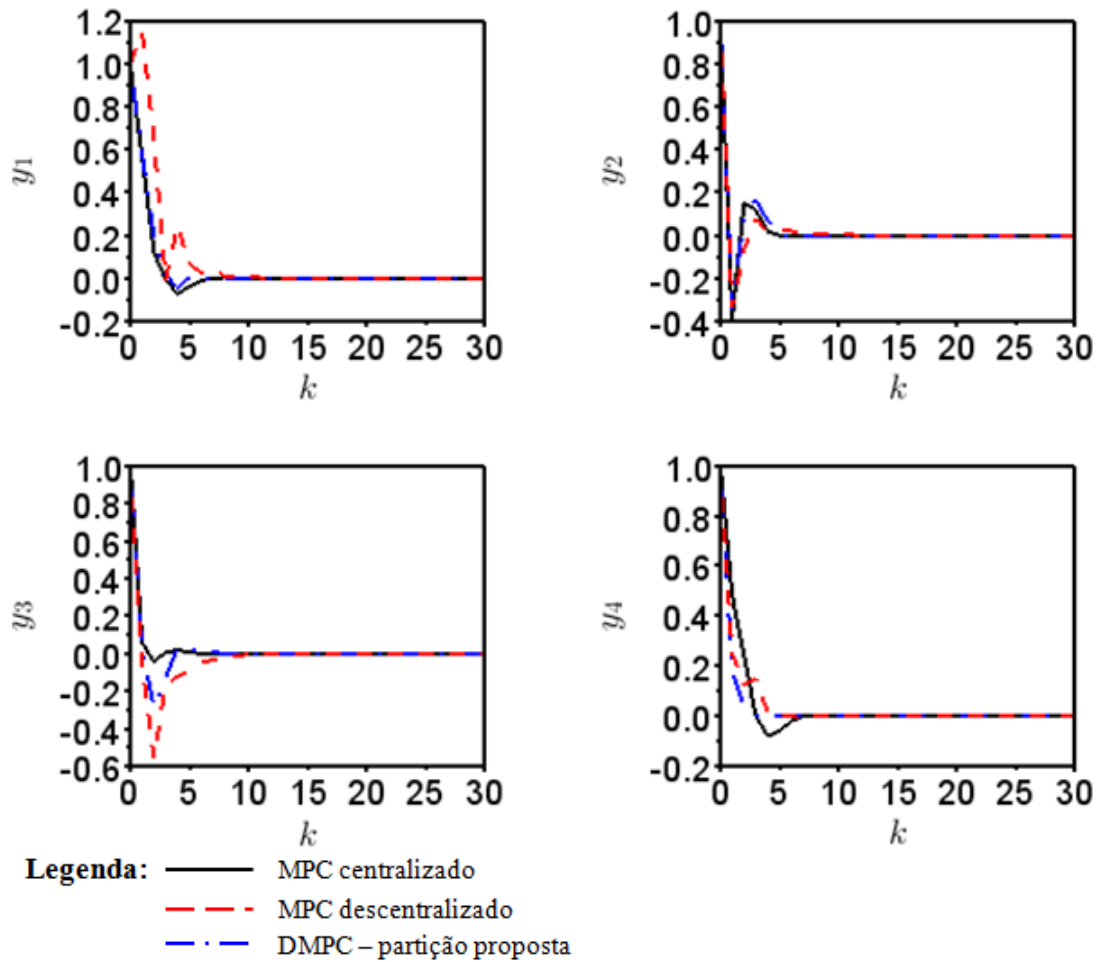 1.2
1.0
0.8
0.6
0.4
0.2
0.0
-0.2
0 5 10 15 20 25 30
y1
k
1.0
0.8
0.6
0.4
0.2
0.0
-0.2
-0.4
0 5 10 15 20 25 30
y2
k
1.0
0.8
0.6
0.4
0.2
0.0
-0.2
-0.4
-0.6
0 5 10 15 20 25 30
y3
k
1.0
0.8
0.6
0.4
0.2
0.0
-0.2
0 5 10 15 20 25 30
y4
k
Legenda: MPC centralizado
MPC descentralizado
DMPC – partição proposta